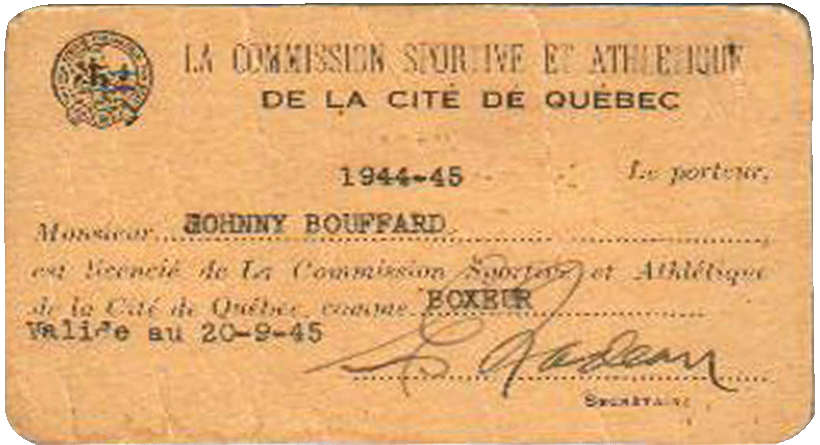 LA COMMISSION SPORTIVE ET ATHLETIQUE
DE LA CITÉ DE QUÉBEC
1944-45
Le porteur,
Monsieur JOHNNY BOUFFARD
est licencié de La Commission Sportive et Athlétique
de la Cité de Québec, comme BOXEUR
Valide au 20-9-45
Nadeau
SECRÉTAIRE